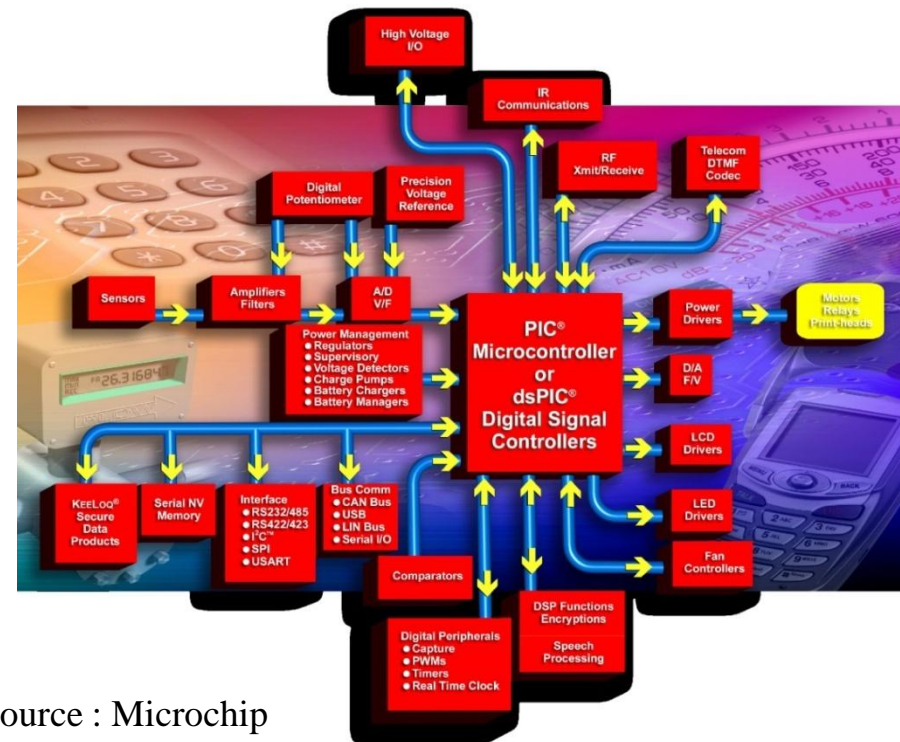 High Voltage
I/O
IR
Communications
RF
Xmit/Receive
Telecom
DTMF
Codec
Digital
Potentiometer
Precision
Voltage
Reference
Sensors
Amplifiers
Filters
A/D
V/F
Power Management
● Regulators
● Supervisory
● Voltage Detectors
● Charge Pumps
● Battery Chargers
● Battery Managers
PIC®
Microcontroller
or
dsPIC®
Digital Signal
Controllers
Power
Drivers
Motors
Relays
Print-heads
D/A
F/V
LCD
Drivers
LED
Drivers
Fan
Controllers
KEELOQ®
Secure
Data
Products
Serial NV
Memory
Interface
● RS232/485
● RS422/423
● I²C™
● SPI
● USART
Bus Comm
● CAN Bus
● USB
● LIN Bus
● Serial I/O
Comparators
Digital Peripherals
● Capture
● PWMs
● Timers
● Real Time Clock
DSP Functions
Encryptions
Speech
Processing
26.31684
ource : Microchip